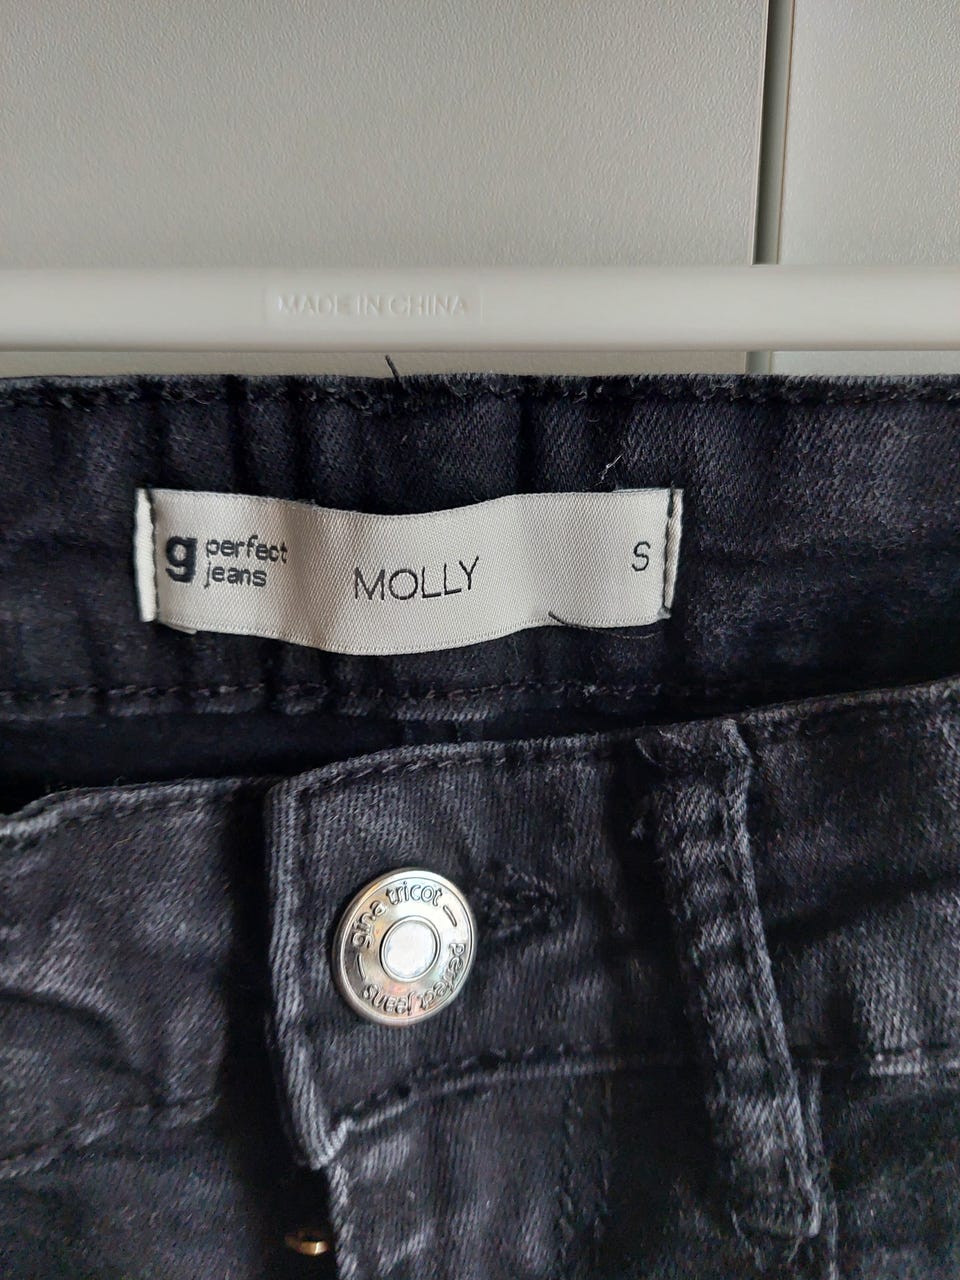 MADE IN CHINA
g perfect
jeans
MOLLY
S
gina tricot —
perfect jeans —